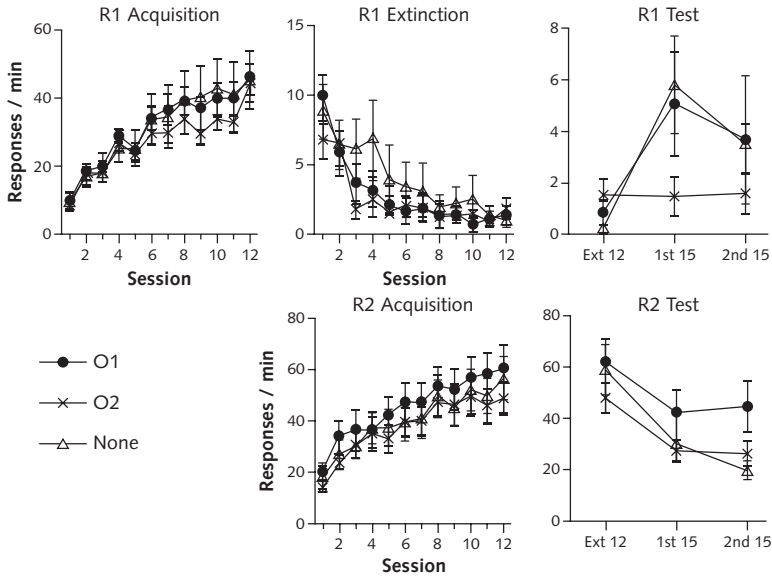 R1 Acquisition
60
40
20
0
Responses / min
2 4 6 8 10 12
Session
R1 Extinction
15
10
5
0
2 4 6 8 10 12
Session
R1 Test
8
6
4
2
0
Ext 12 1st 15 2nd 15
O1
O2
None
R2 Acquisition
80
60
40
20
0
Responses / min
2 4 6 8 10 12
Session
R2 Test
80
60
40
20
0
Ext 12 1st 15 2nd 15